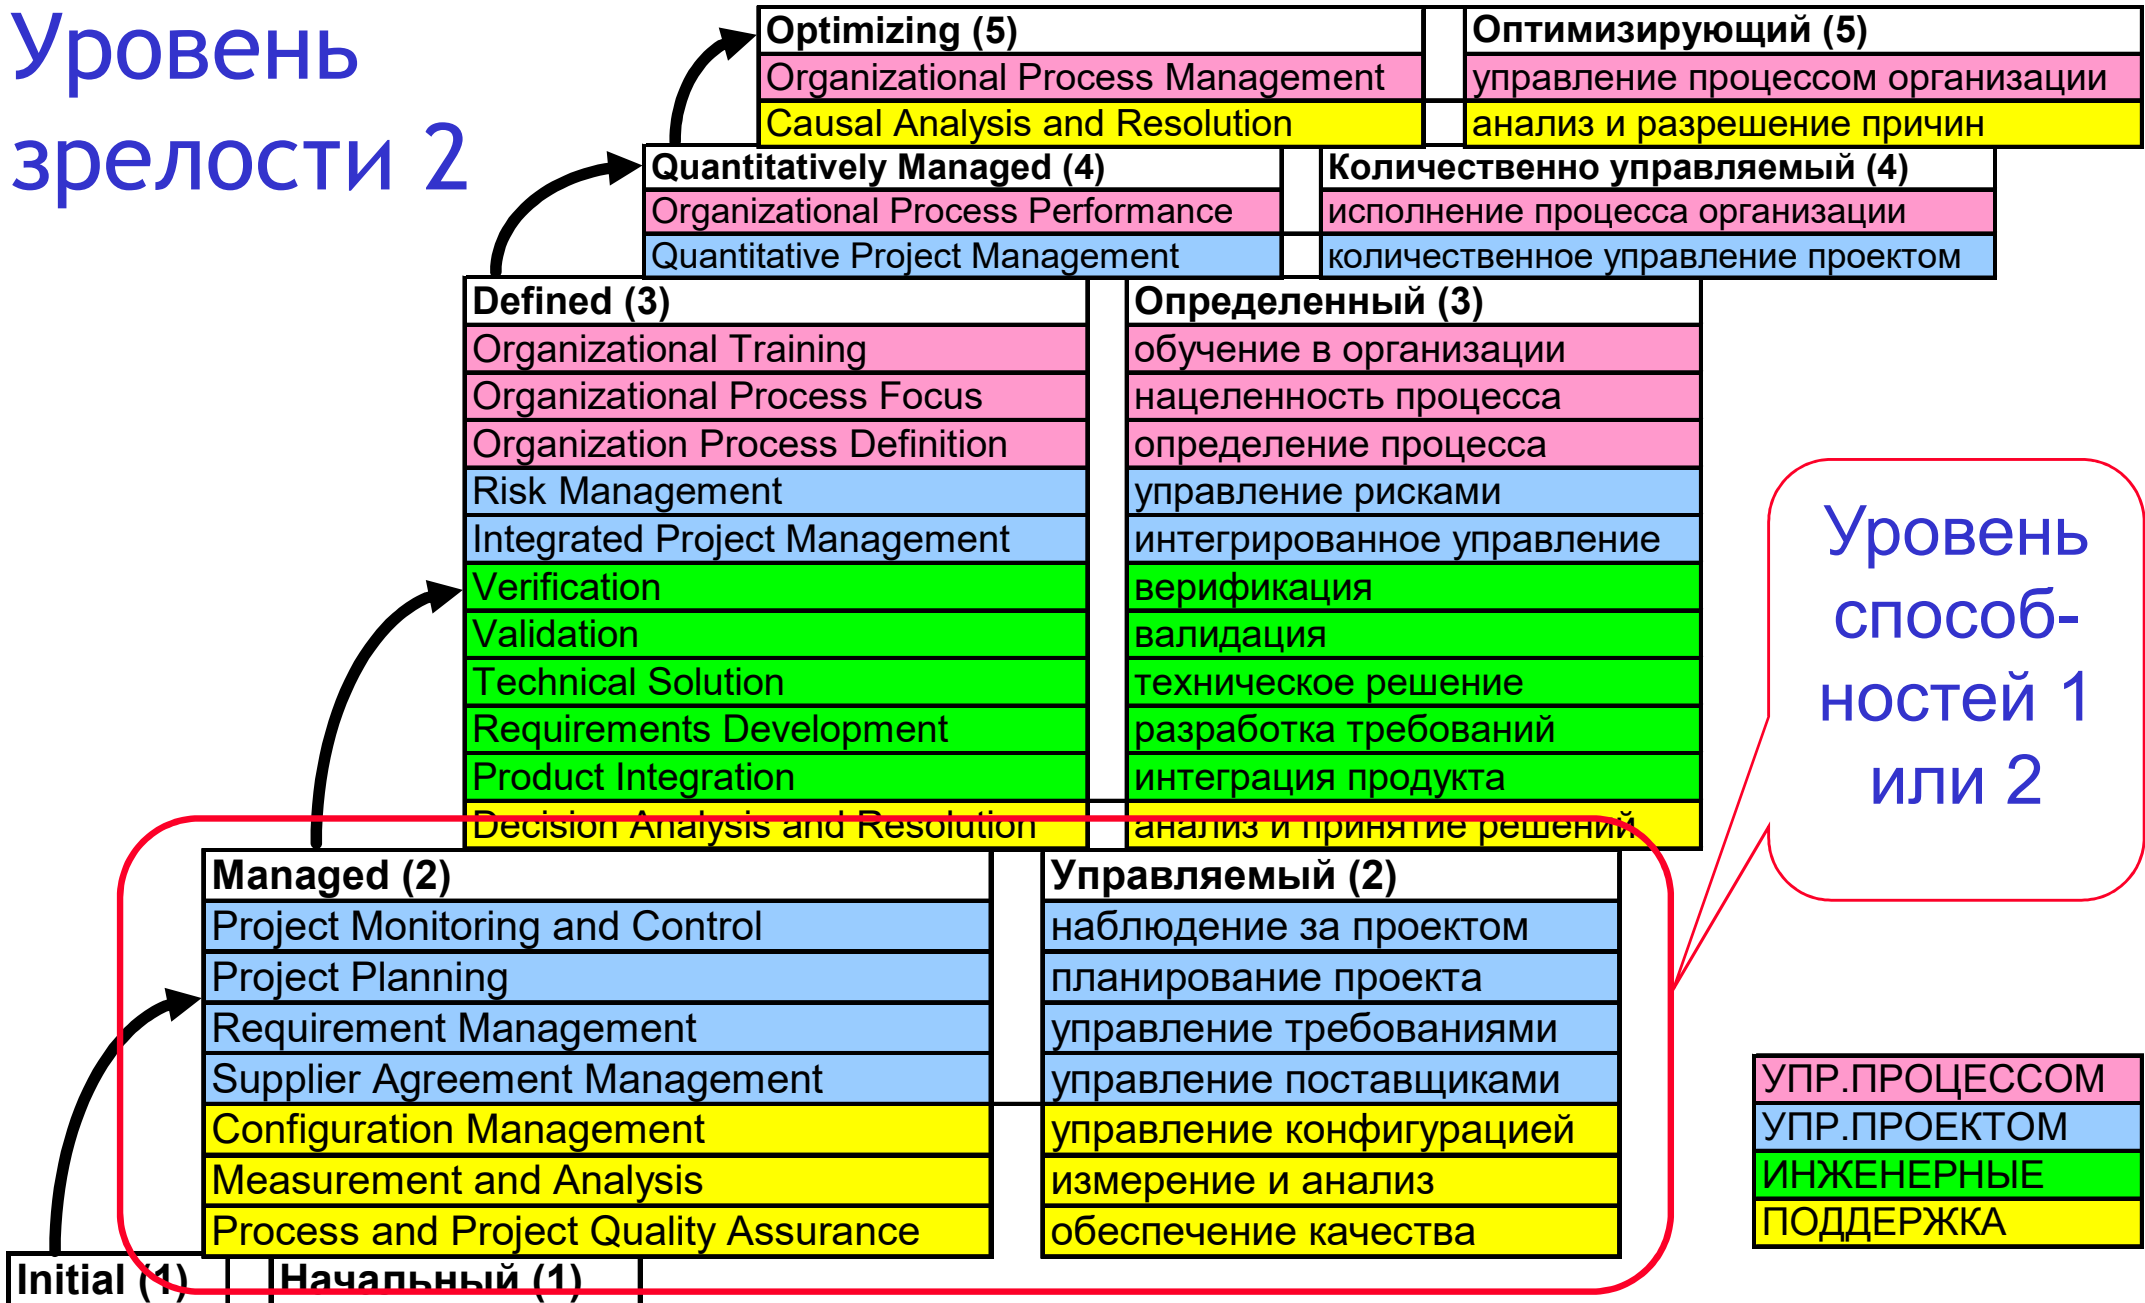 Уровень
зрелости 2
Optimizing (5)
Оптимизирующий (5)
Organizational Process Management
управление процессом организации
Causal Analysis and Resolution
анализ и разрешение причин
Quantitatively Managed (4)
Количественно управляемый (4)
Organizational Process Performance
исполнение процесса организации
Quantitative Project Management
количественное управление проектом
Defined (3)
Определенный (3)
Organizational Training
обучение в организации
Organizational Process Focus
нацеленность процесса
Organization Process Definition
определение процесса
Risk Management
управление рисками
Integrated Project Management
интегрированное управление
Verification
верификация
Validation
валидация
Technical Solution
техническое решение
Requirements Development
разработка требований
Product Integration
интеграция продукта
Decision Analysis and Resolution
анализ и принятие решений
Managed (2)
Управляемый (2)
Project Monitoring and Control
наблюдение за проектом
Project Planning
планирование проекта
Requirement Management
управление требованиями
Supplier Agreement Management
управление поставщиками
Configuration Management
управление конфигурацией
Measurement and Analysis
измерение и анализ
Process and Project Quality Assurance
обеспечение качества
Initial (1)
Начальный (1)
Уровень
способ-
ностей 1
или 2
УПР.ПРОЦЕССОМ
УПР.ПРОЕКТОМ
ИНЖЕНЕРНЫЕ
ПОДДЕРЖКА